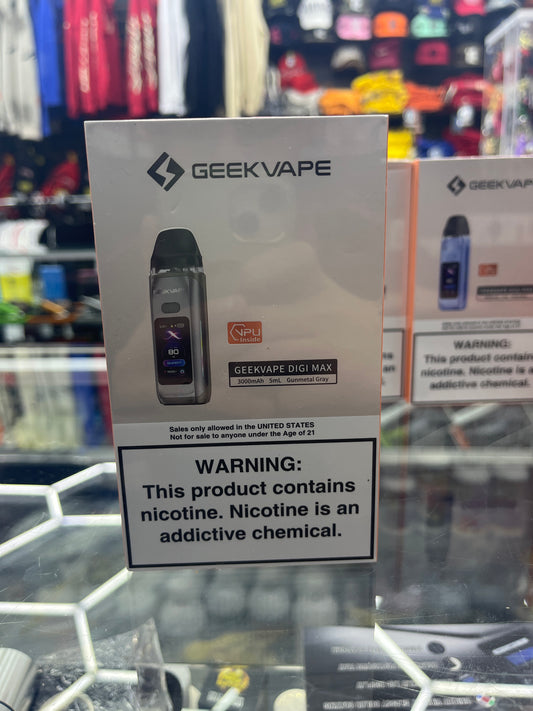 GEEKVAPE
GEEKVAPE
80
VPU
inside
GEEKVAPE DIGI MAX
3000mAh 5mL Gunmetal Gray
Sales only allowed in the UNITED STATES
Not for sale to anyone under the Age of 21
WARNING:
This product contains
nicotine. Nicotine is an
addictive chemical.
GEEKVAPE
WARNING:
This product contains
nicotine. Nicotine is
addictive chemical.